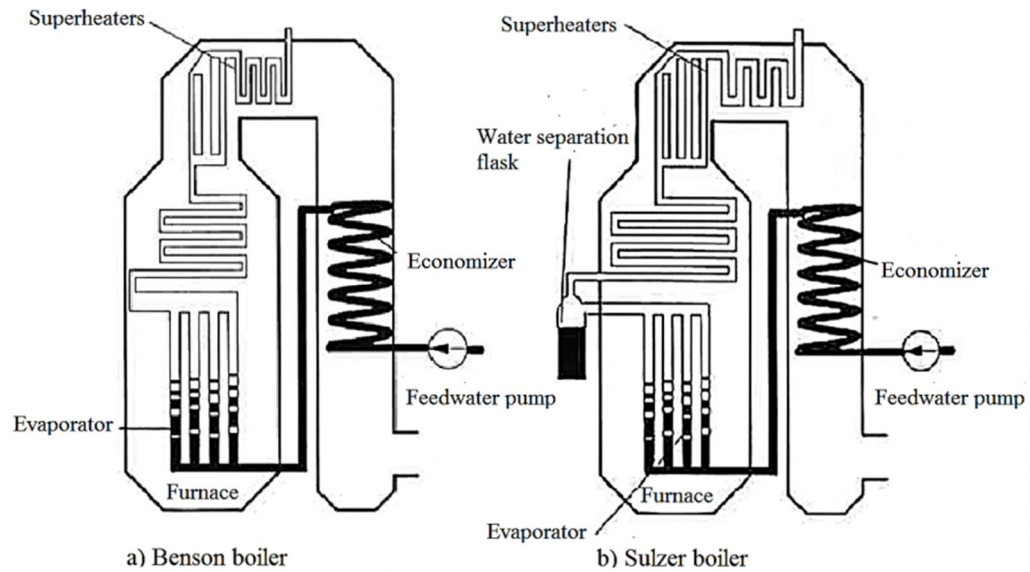 Superheaters
Economizer
Feedwater pump
Evaporator
Furnace
a) Benson boiler
Superheaters
Water separation
flask
Economizer
Feedwater pump
Furnace
Evaporator
b) Sulzer boiler